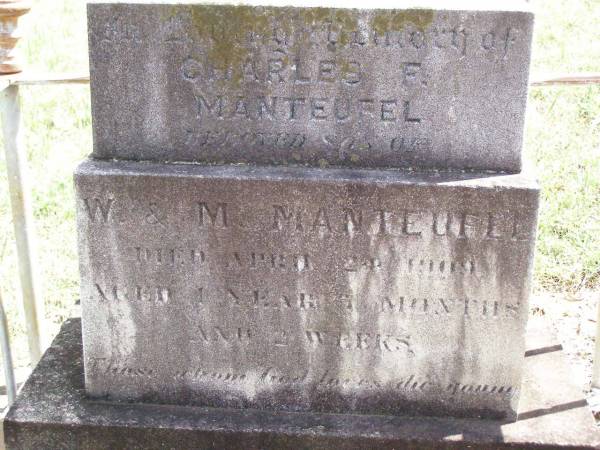 In Loving Memory of
CHARLES F.
MANTEUFEL
BELOVED SON OF
W. & M. MANTEUFEL
DIED APRIL 1909
AGED 1 YEAR MONTHS
AND 2 WEEKS.
Those whom God loves die young